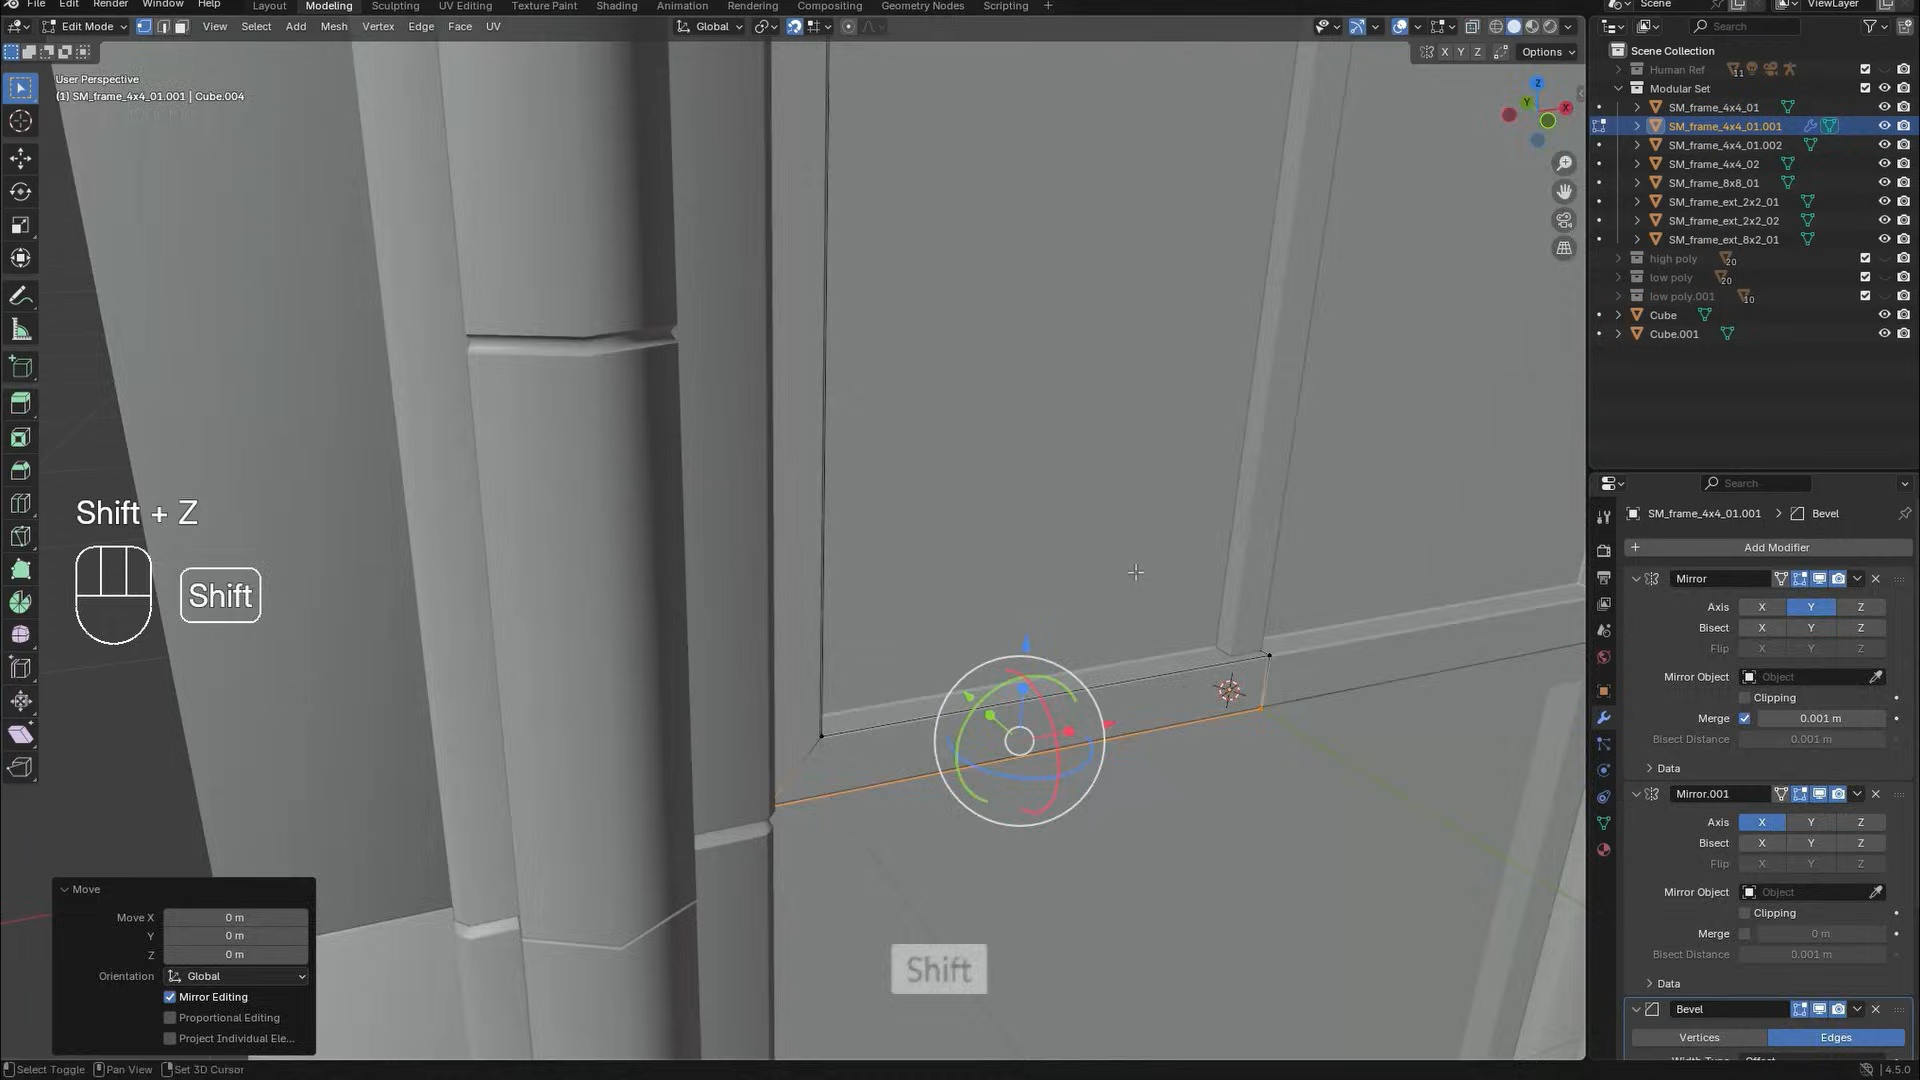 File Edit Render Window Help Layout Modeling Sculpting UV Editing Texture Paint Shading Animation Rendering Compositing Geometry Nodes Scripting + Scene ViewLayer
Edit Mode View Select Add Mesh Vertex Edge Face UV Global Search
X Y Z Options
User Perspective
(1) SM_frame_4x4_01.001 | Cube.004
Z
Y
X
Scene Collection
Human Ref 11
Modular Set
SM_frame_4x4_01
SM_frame_4x4_01.001
SM_frame_4x4_01.002
SM_frame_4x4_02
SM_frame_8x8_01
SM_frame_ext_2x2_01
SM_frame_ext_2x2_02
SM_frame_ext_8x2_01
high poly 20
low poly 20
low poly.001 10
Cube
Cube.001
Search
SM_frame_4x4_01.001 > Bevel
+ Add Modifier
Mirror
Axis X Y Z
Bisect X Y Z
Flip X Y Z
Mirror Object Object
Clipping
Merge 0.001 m
Bisect Distance 0.001 m
Data
Mirror.001
Axis X Y Z
Bisect X Y Z
Flip X Y Z
Mirror Object Object
Clipping
Merge 0 m
Bisect Distance 0.001 m
Data
Bevel
Vertices Edges
Shift + Z
Shift
Shift
Move
Move X 0 m
Y 0 m
Z 0 m
Orientation Global
Mirror Editing
Proportional Editing
Project Individual Ele...
Select Toggle Pan View Set 3D Cursor 4.5.0